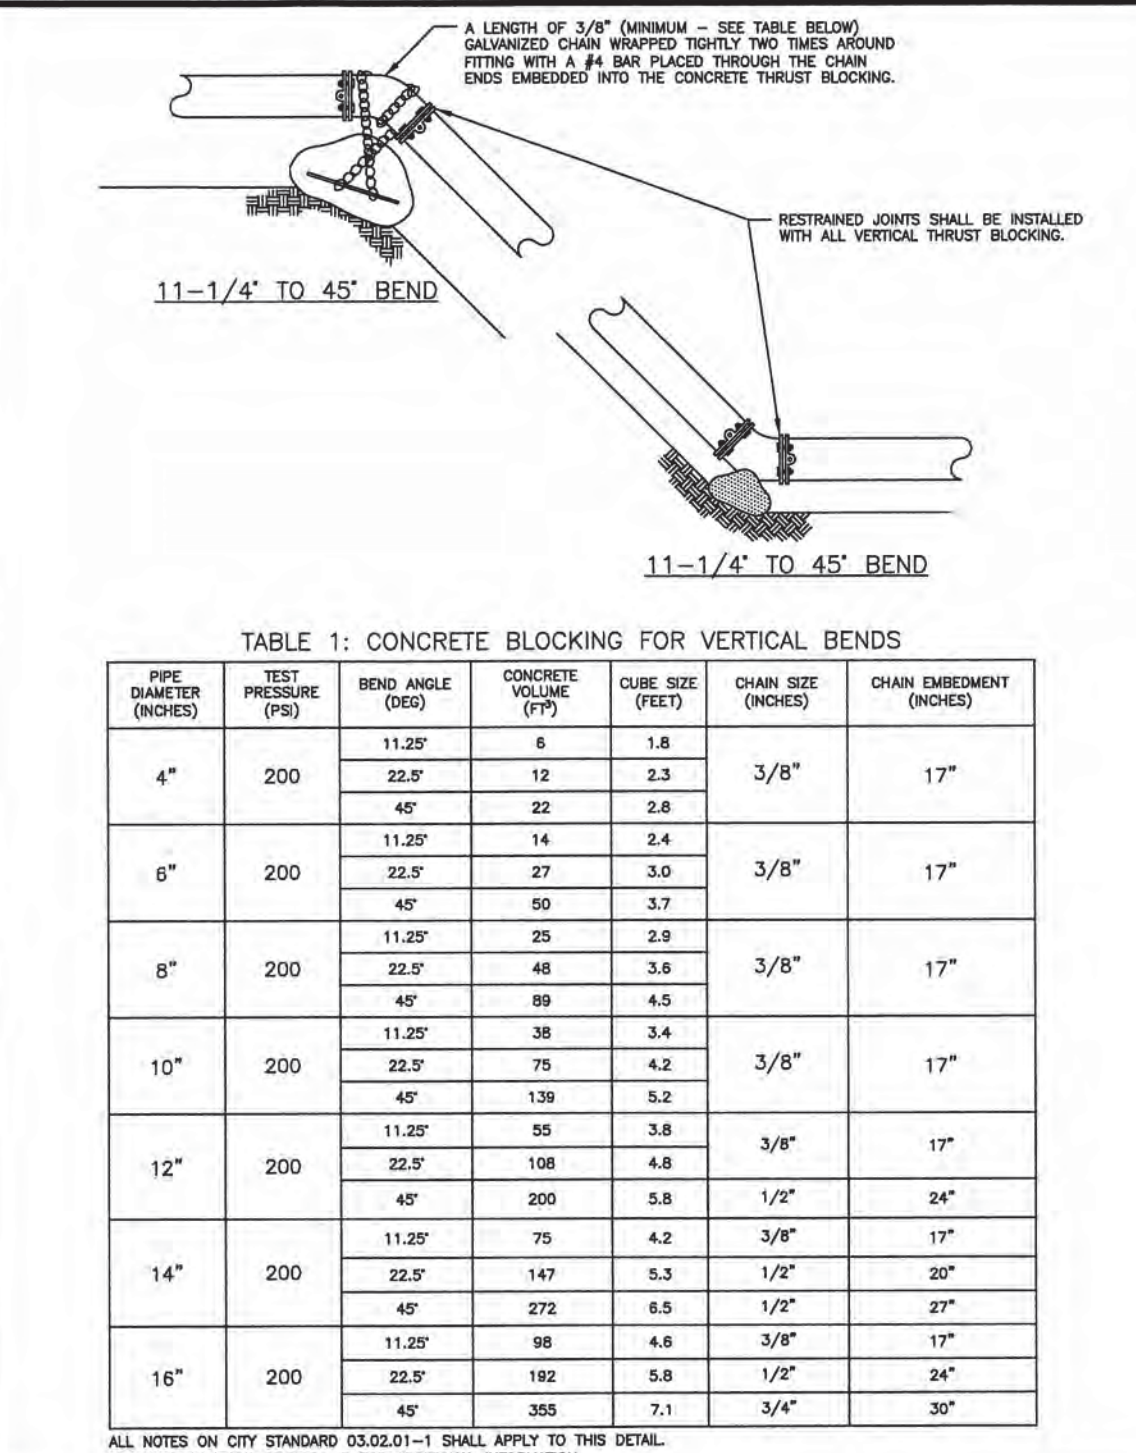 A LENGTH OF 3/8" (MINIMUM – SEE TABLE BELOW)
GALVANIZED CHAIN WRAPPED TIGHTLY TWO TIMES AROUND
FITTING WITH A #4 BAR PLACED THROUGH THE CHAIN
ENDS EMBEDDED INTO THE CONCRETE THRUST BLOCKING.
RESTRAINED JOINTS SHALL BE INSTALLED
WITH ALL VERTICAL THRUST BLOCKING.
11-1/4° TO 45° BEND
11-1/4° TO 45° BEND
TABLE 1: CONCRETE BLOCKING FOR VERTICAL BENDS
PIPE DIAMETER (INCHES) TEST PRESSURE (PSI) BEND ANGLE (DEG) CONCRETE VOLUME (FT³) CUBE SIZE (FEET) CHAIN SIZE (INCHES) CHAIN EMBEDMENT (INCHES)
4" 200 11.25° 6 1.8 3/8" 17"
22.5° 12 2.3
45° 22 2.8
6" 200 11.25° 14 2.4 3/8" 17"
22.5° 27 3.0
45° 50 3.7
8" 200 11.25° 25 2.9 3/8" 17"
22.5° 48 3.6
45° 89 4.5
10" 200 11.25° 38 3.4 3/8" 17"
22.5° 75 4.2
45° 139 5.2
12" 200 11.25° 55 3.8 3/8" 17"
22.5° 108 4.8
45° 200 5.8 1/2" 24"
14" 200 11.25° 75 4.2 3/8" 17"
22.5° 147 5.3 1/2" 20"
45° 272 6.5 1/2" 27"
16" 200 11.25° 98 4.6 3/8" 17"
22.5° 192 5.8 1/2" 24"
45° 355 7.1 3/4" 30"
ALL NOTES ON CITY STANDARD 03.02.01-1 SHALL APPLY TO THIS DETAIL.